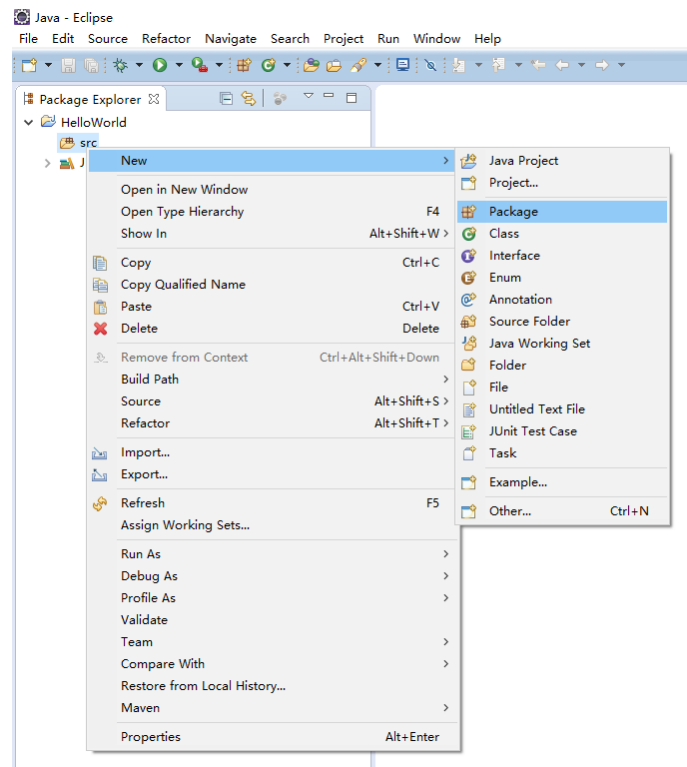 Java - Eclipse
File Edit Source Refactor Navigate Search Project Run Window Help
Package Explorer
HelloWorld
src
J
New
Open in New Window
Open Type Hierarchy F4
Show In Alt+Shift+W >
Copy Ctrl+C
Copy Qualified Name
Paste Ctrl+V
Delete Delete
Remove from Context Ctrl+Alt+Shift+Down
Build Path
Source Alt+Shift+S >
Refactor Alt+Shift+T >
Import...
Export...
Refresh F5
Assign Working Sets...
Run As
Debug As
Profile As
Validate
Team
Compare With
Restore from Local History...
Maven
Properties Alt+Enter
Java Project
Project...
Package
Class
Interface
Enum
Annotation
Source Folder
Java Working Set
Folder
File
Untitled Text File
JUnit Test Case
Task
Example...
Other... Ctrl+N